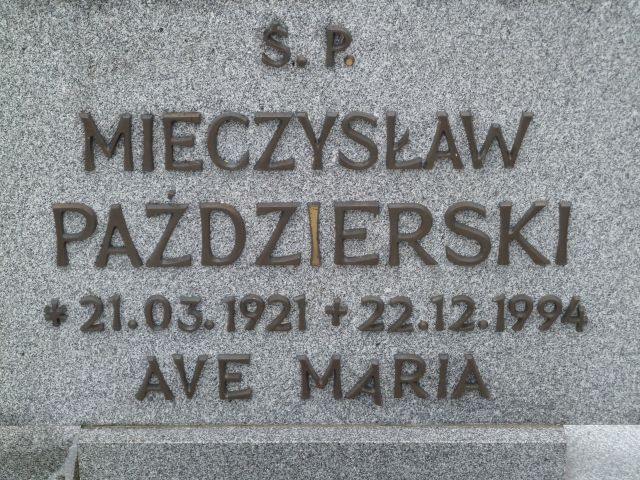 Ś. P.
MIECZYSŁAW
PAŹDZIERSKI
* 21.03.1921 + 22.12.1994
AVE MARIA